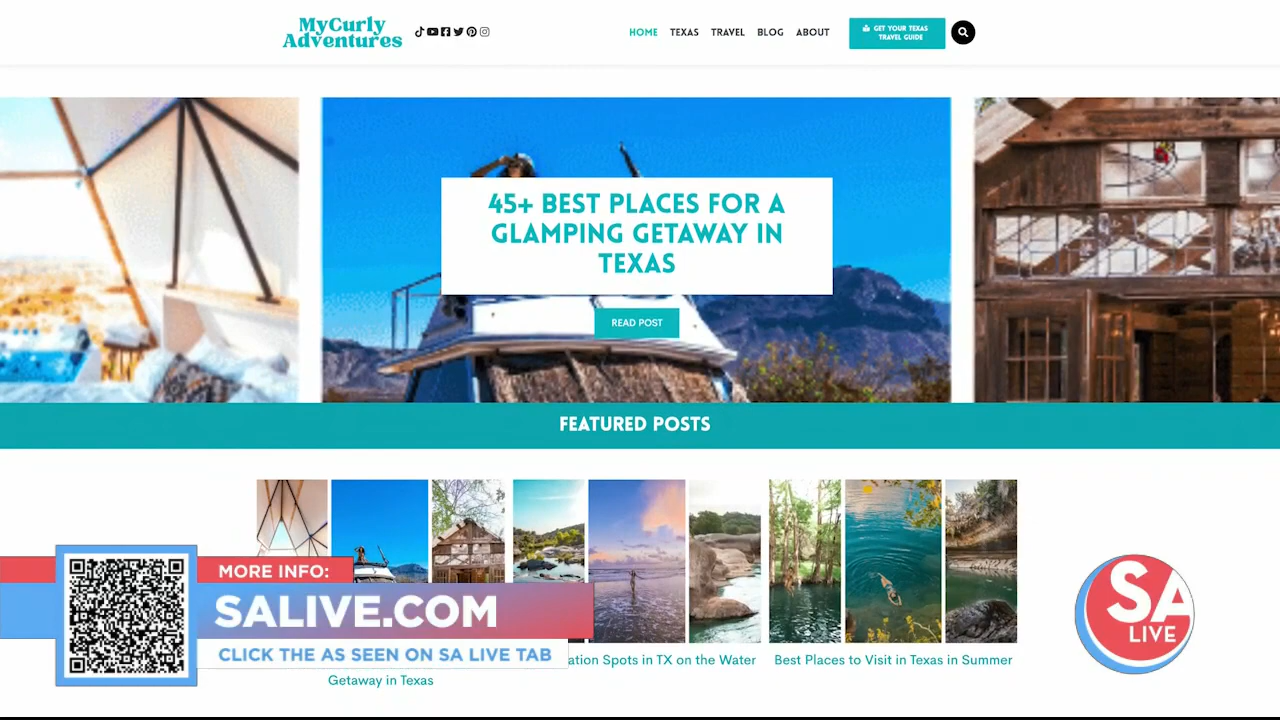 MyCurly
Adventures
HOME TEXAS TRAVEL BLOG ABOUT
GET YOUR TEXAS
TRAVEL GUIDE
45+ BEST PLACES FOR A
GLAMPING GETAWAY IN
TEXAS
READ POST
FEATURED POSTS
MORE INFO:
SALIVE.COM
CLICK THE AS SEEN ON SA LIVE TAB
SA
LIVE
Spots in TX on the Water
Best Places to Visit in Texas in Summer
Getaway in Texas